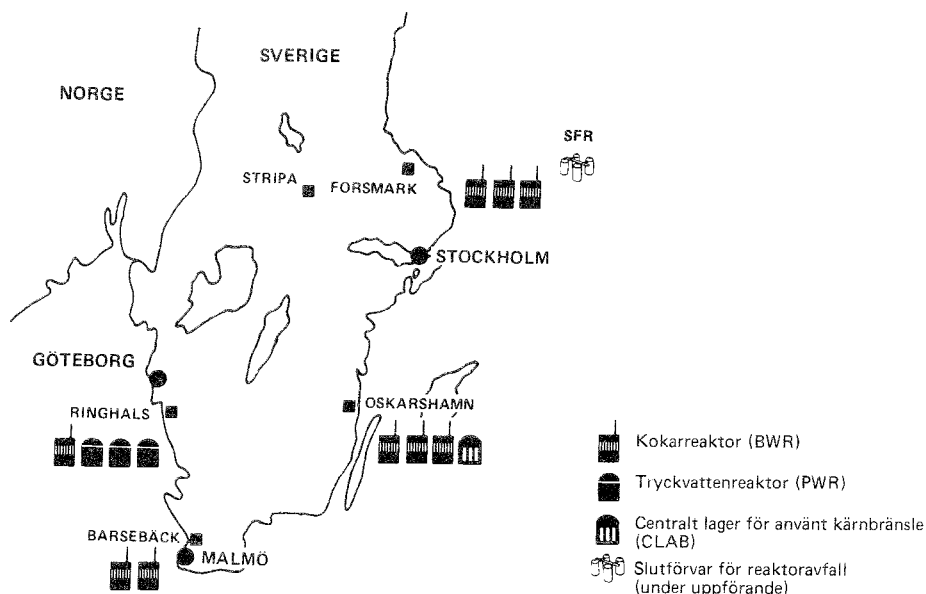 SVERIGE
NORGE
SFR
STRIPA
FORSMARK
STOCKHOLM
GÖTEBORG
RINGHALS
OSKARSHAMN
BARSEBÄCK
MALMÖ
Kokarreaktor (BWR)
Tryckvattenreaktor (PWR)
Centralt lager för använt kärnbränsle
(CLAB)
Slutförvar för reaktoravfall
(under uppförande)